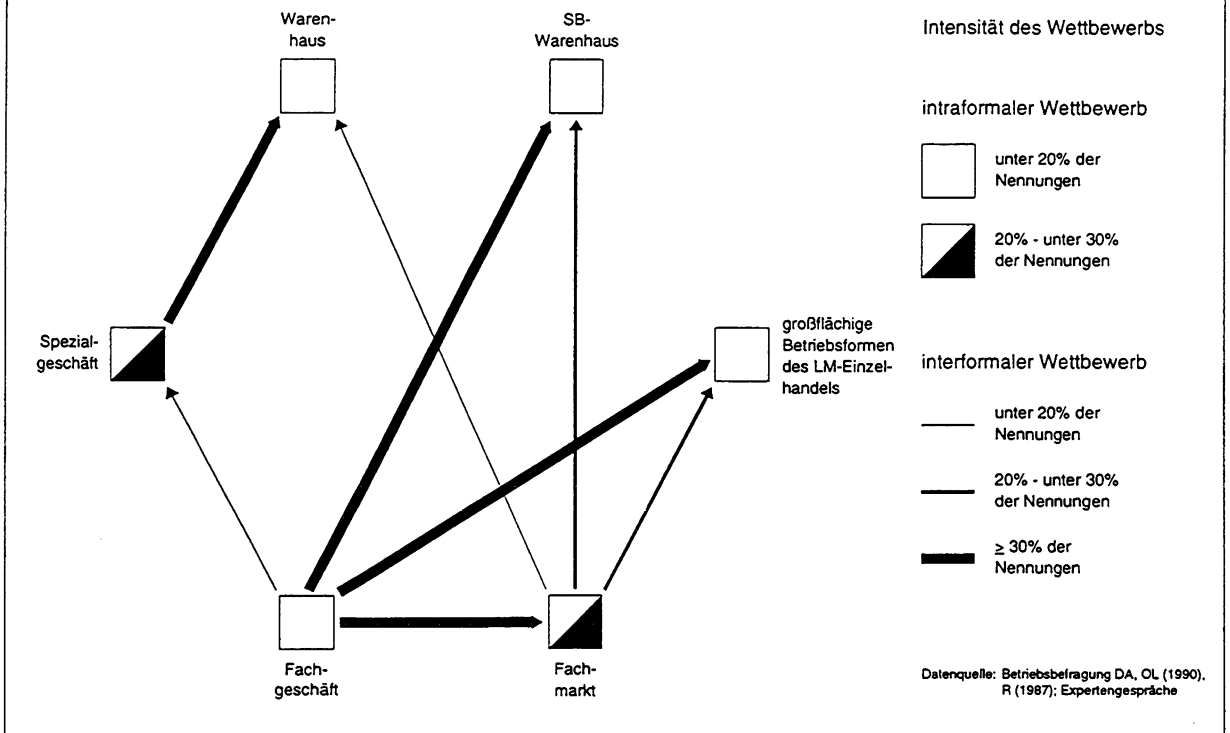 Waren-
haus
SB-
Warenhaus
Spezial-
geschäft
großflächige
Betriebsformen
des LM-Einzel-
handels
Fach-
geschäft
Fach-
markt
Intensität des Wettbewerbs
intraformaler Wettbewerb
unter 20% der
Nennungen
20% - unter 30%
der Nennungen
interformaler Wettbewerb
unter 20% der
Nennungen
20% - unter 30%
der Nennungen
≥ 30% der
Nennungen
Datenquelle: Betriebsbefragung DA, OL (1990),
R (1987); Expertengespräche